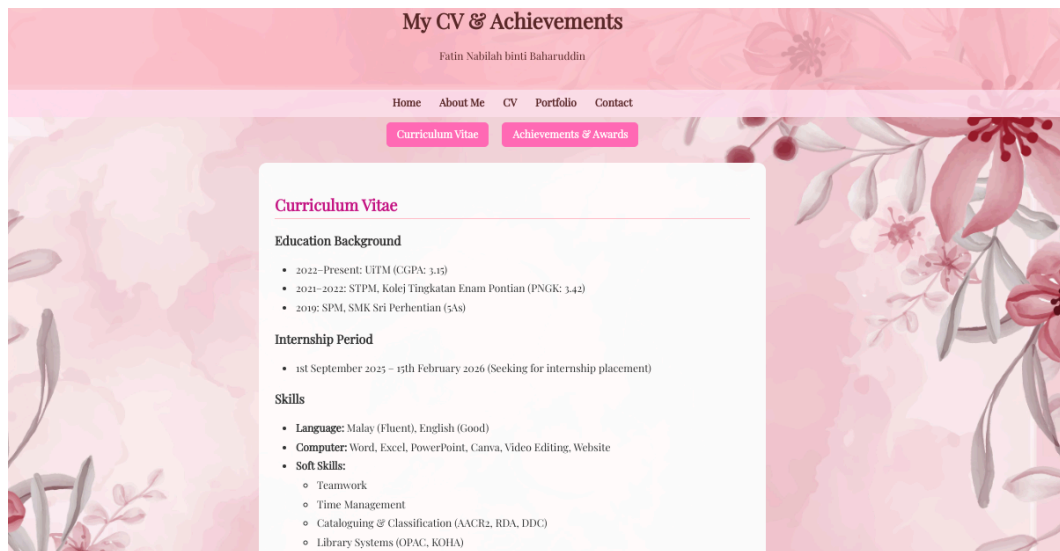 My CV & Achievements
Fatin Nabilah binti Baharuddin
Home About Me CV Portfolio Contact
Curriculum Vitae Achievements & Awards
Curriculum Vitae
Education Background
2022–Present: UiTM (CGPA: 3.15)
2021–2022: STPM, Kolej Tingkatan Enam Pontian (PNGK: 3.42)
2019: SPM, SMK Sri Perhentian (5As)
Internship Period
1st September 2025 – 15th February 2026 (Seeking for internship placement)
Skills
Language: Malay (Fluent), English (Good)
Computer: Word, Excel, PowerPoint, Canva, Video Editing, Website
Soft Skills:
Teamwork
Time Management
Cataloguing & Classification (AACR2, RDA, DDC)
Library Systems (OPAC, KOHA)